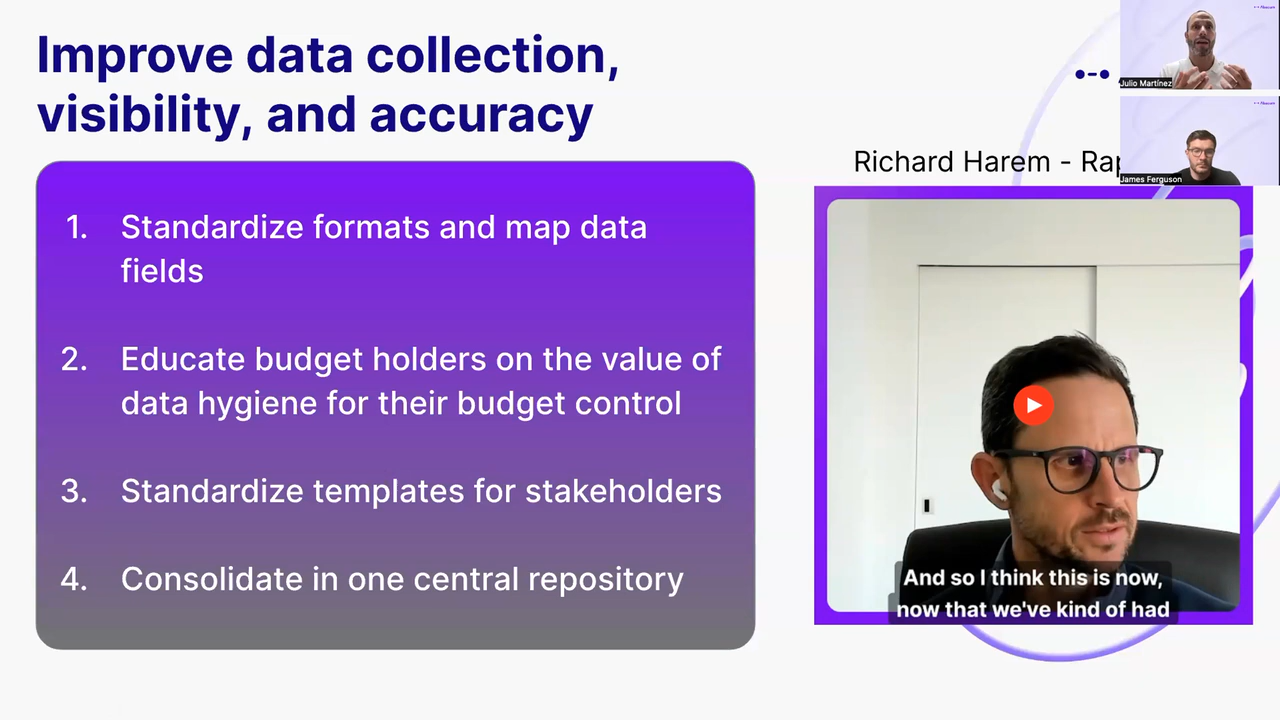 Improve data collection,
visibility, and accuracy
1. Standardize formats and map data
fields
2. Educate budget holders on the value of
data hygiene for their budget control
3. Standardize templates for stakeholders
4. Consolidate in one central repository
Richard Harem - Rap
And so I think this is now,
now that we've kind of had
Julio Martínez
James Ferguson